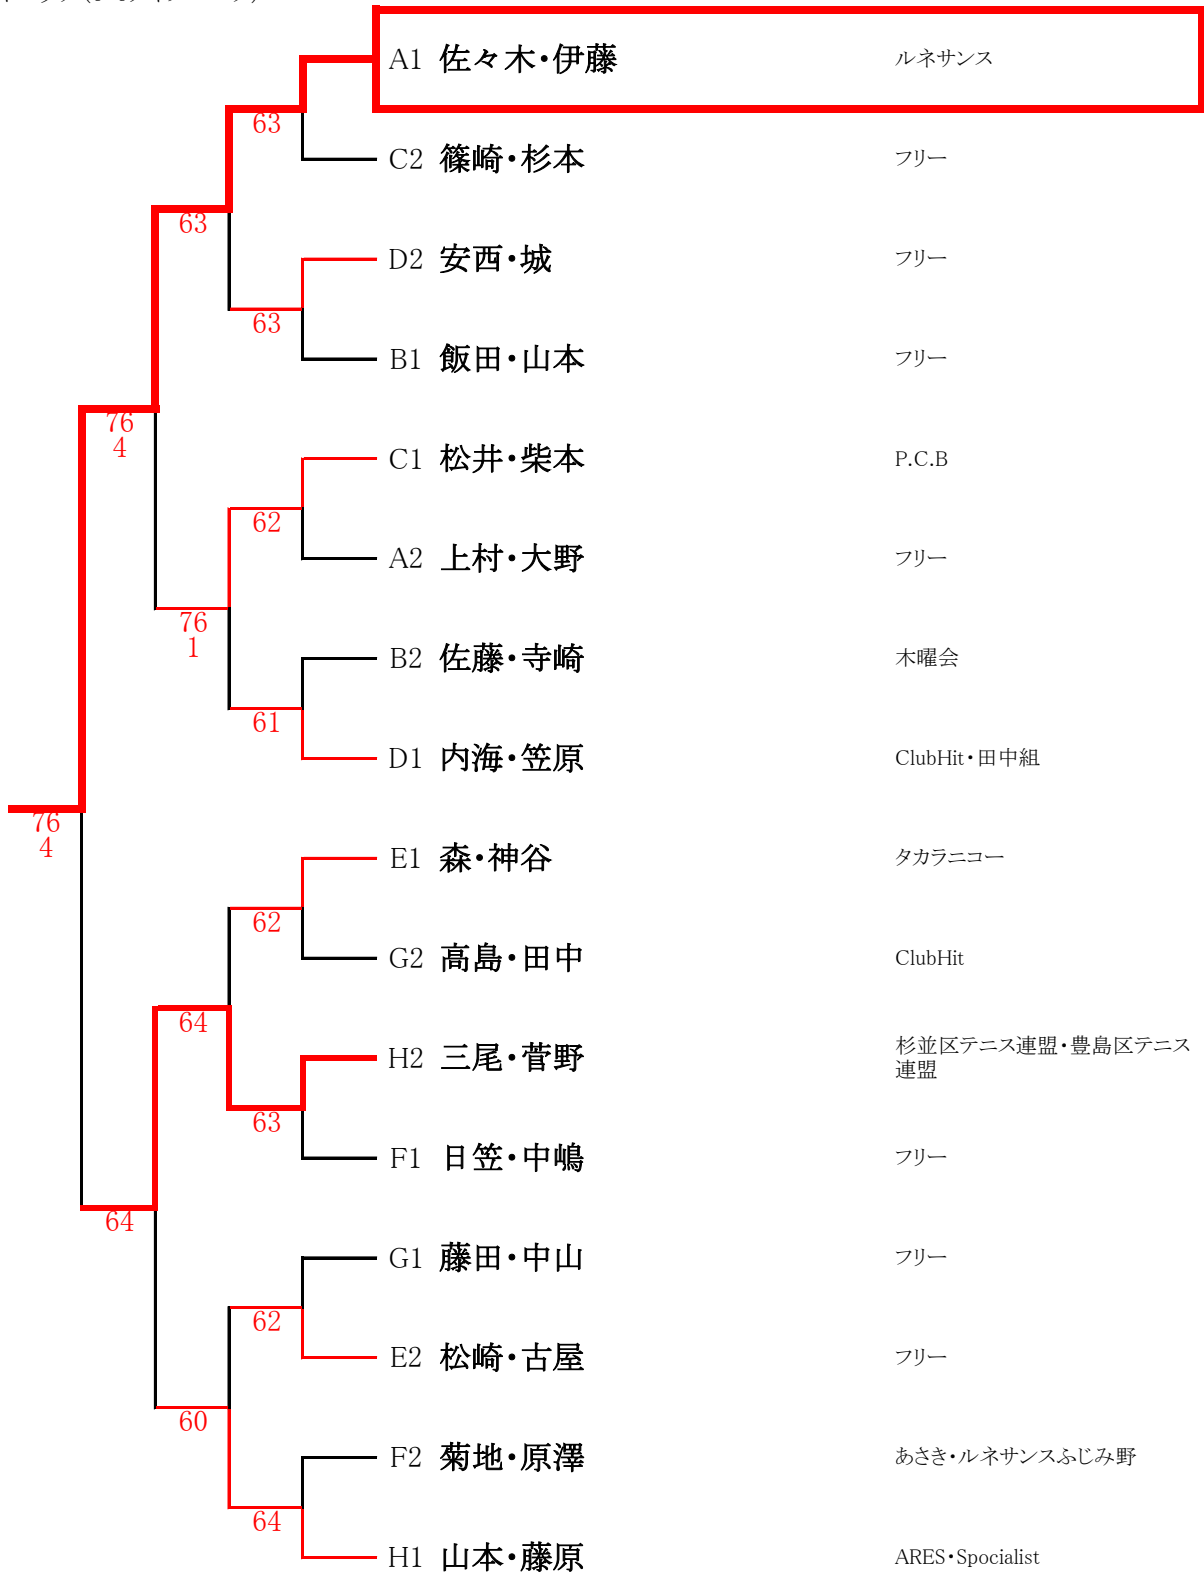 A1 佐々木・伊藤 ルネサンス
63
C2 篠崎・杉本 フリー
63
D2 安西・城 フリー
63
B1 飯田・山本 フリー
76
4
C1 松井・柴本 P.C.B
62
A2 上村・大野 フリー
76
1
B2 佐藤・寺崎 木曜会
61
D1 内海・笠原 ClubHit・田中組
76
4
E1 森・神谷 タカラニコー
62
G2 高島・田中 ClubHit
64
H2 三尾・菅野 杉並区テニス連盟・豊島区テニス
連盟
63
F1 日笠・中嶋 フリー
64
G1 藤田・中山 フリー
62
E2 松崎・古屋 フリー
60
F2 菊地・原澤 あさき・ルネサンスふじみ野
64
H1 山本・藤原 ARES・Spocialist